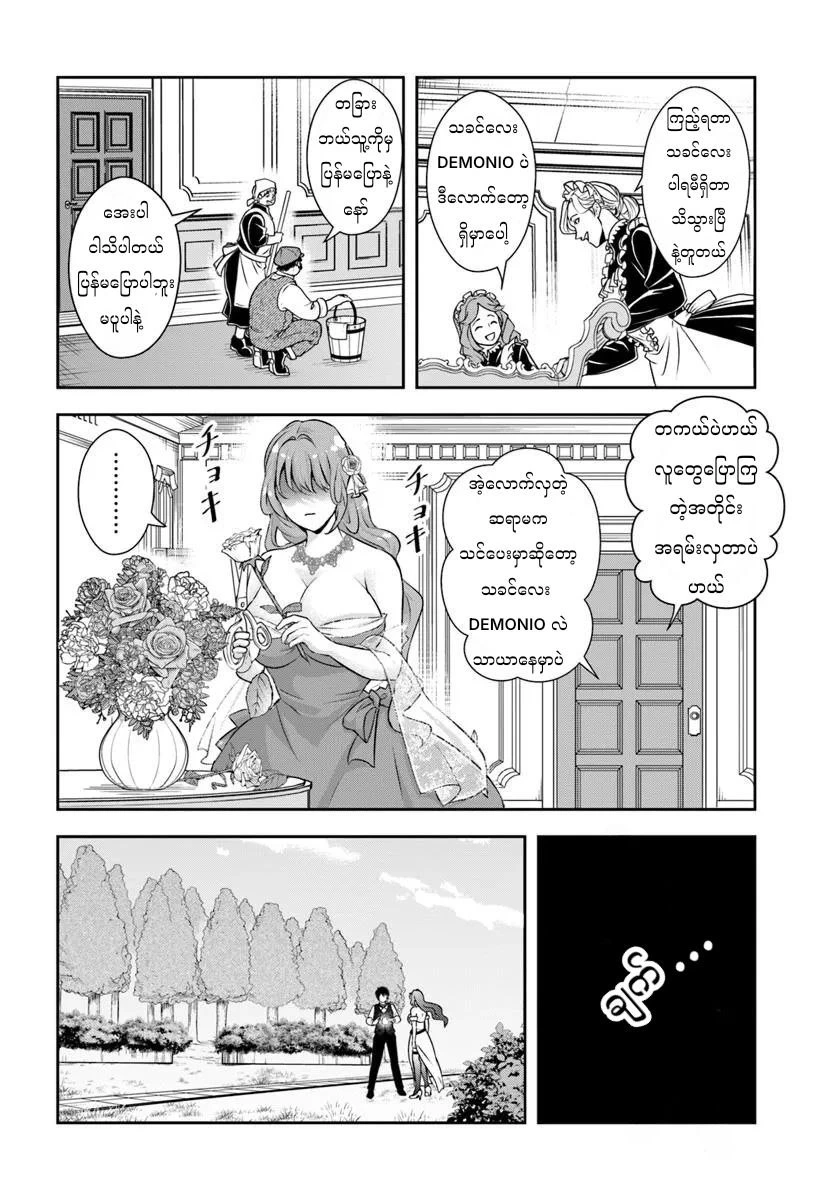 ကြည့်ရတာ
သခင်လေး
ပါရမီရှိတာ
သိသွားပြီ
နဲ့တူတယ်
သခင်လေး
DEMONIO ပဲ
ဒီလောက်တော့
ရှိမှာပေါ့
တခြား
ဘယ်သူ့ကိုမှ
ပြန်မပြောနဲ့
နော်
အေးပါ
ငါသိပါတယ်
ပြန်မပြောပါဘူး
မပူပါနဲ့
တကယ်ပဲဟယ်
လူတွေပြောကြ
တဲ့အတိုင်း
အရမ်းလှတာပဲ
ဟယ်
အဲ့လောက်လှတဲ့
ဆရာမက
သင်ပေးမှာဆိုတော့
သခင်လေး
DEMONIO လဲ
သာယာနေမှာပဲ
チョキ
チョキ
………
ချက်...